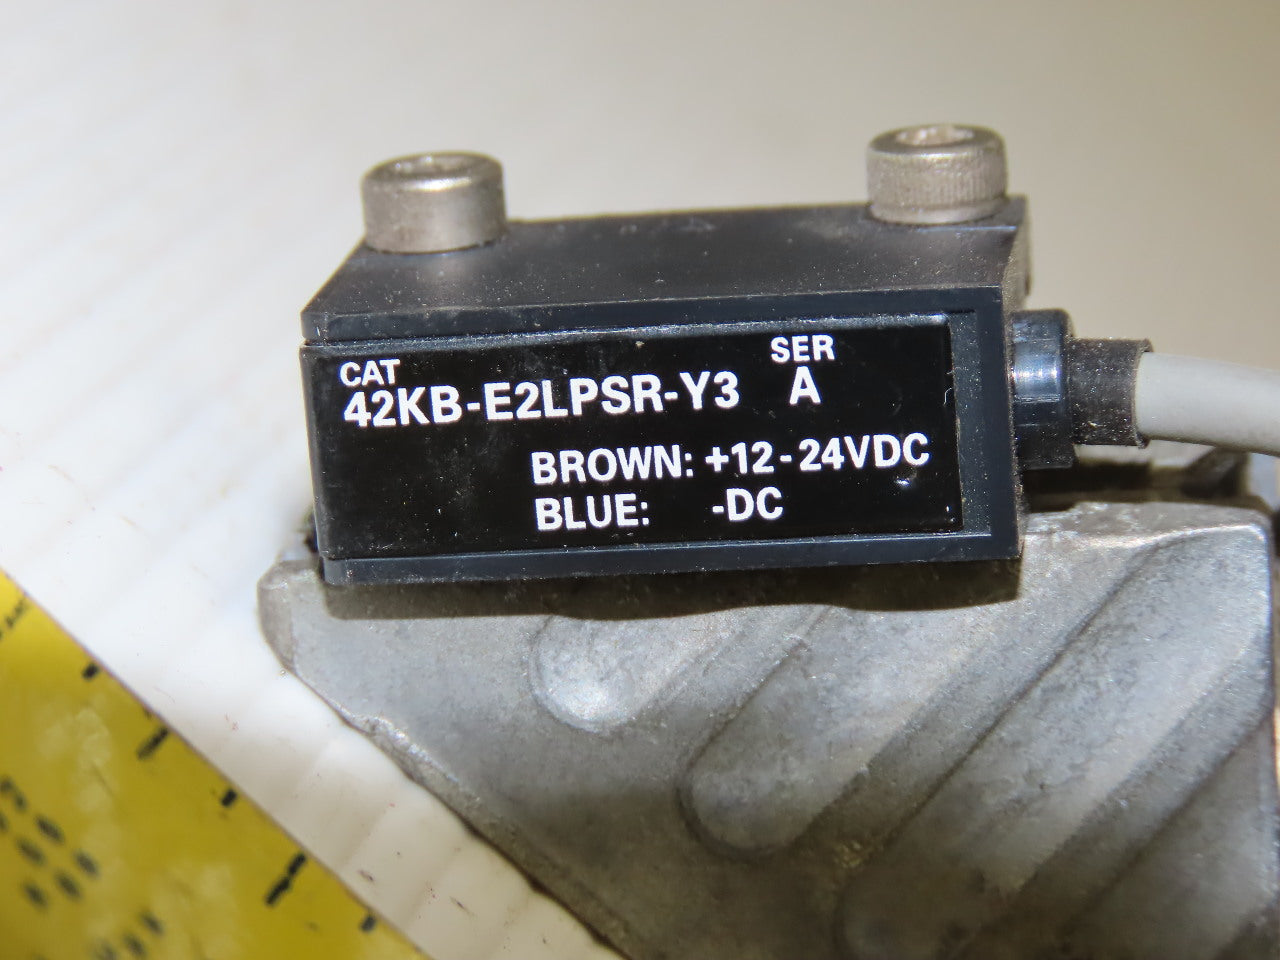 CAT
SER
42KB-E2LPSR-Y3 A
BROWN: +12-24VDC
BLUE: -DC